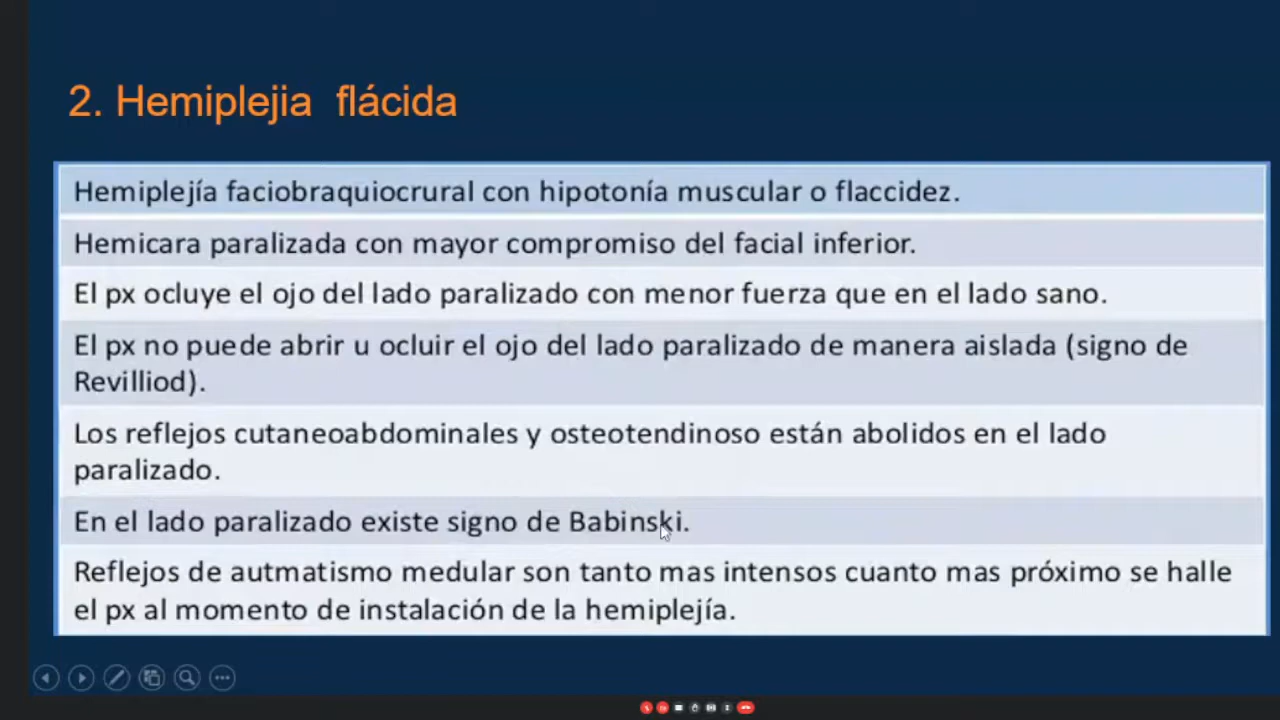 2. Hemiplejia flácida
Hemiplejía faciobraquiocrural con hipotonía muscular o flaccidez.
Hemicara paralizada con mayor compromiso del facial inferior.
El px ocluye el ojo del lado paralizado con menor fuerza que en el lado sano.
El px no puede abrir u ocluir el ojo del lado paralizado de manera aislada (signo de
Revilliod).
Los reflejos cutaneoabdominales y osteotendinoso están abolidos en el lado
paralizado.
En el lado paralizado existe signo de Babinski.
Reflejos de autmatismo medular son tanto mas intensos cuanto mas próximo se halle
el px al momento de instalación de la hemiplejía.